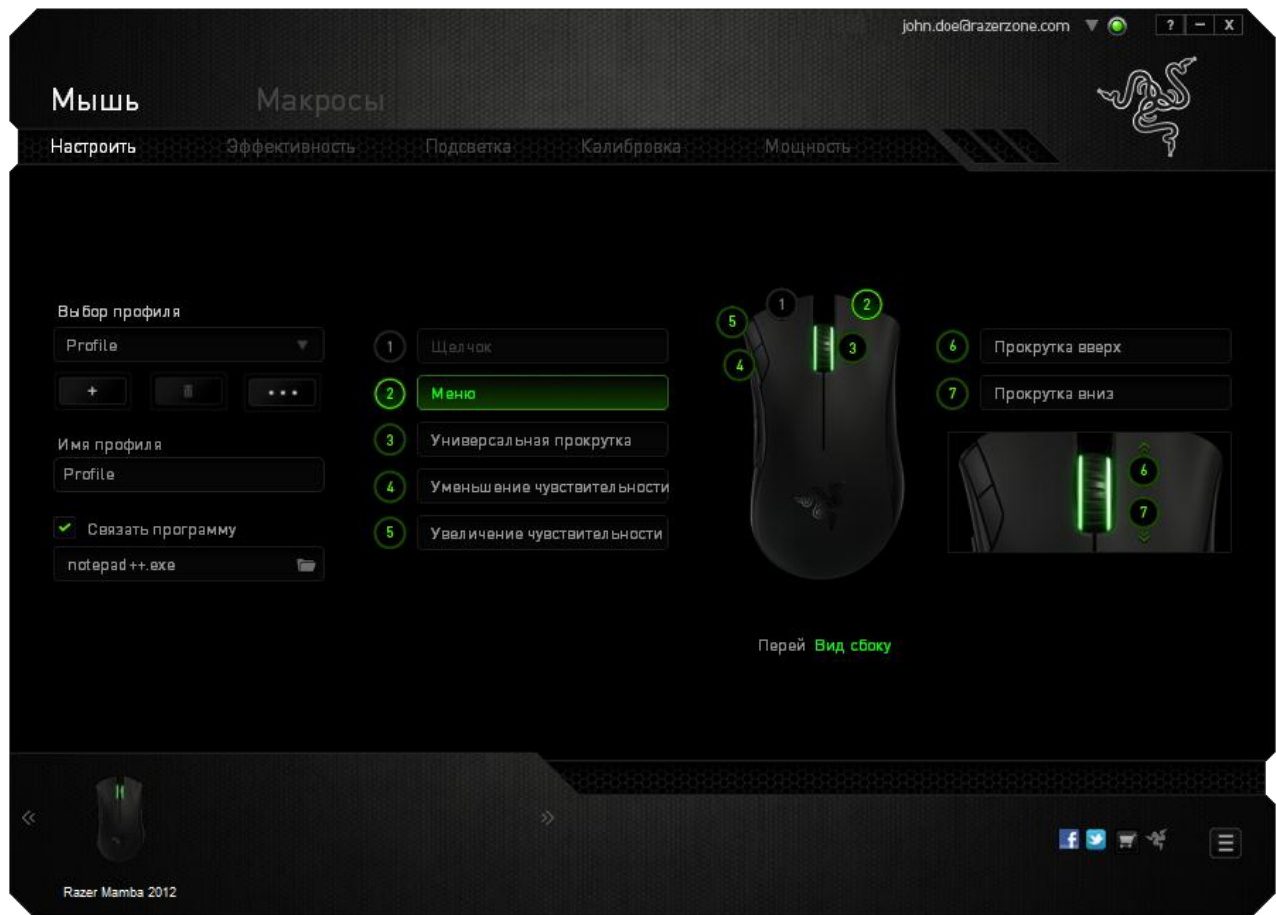 john.doe@razerzone.com
? – X
Мышь Макросы
Настроить Эффективность Подсветка Калибровка Мощность
Выбор профиля
Profile
+
Имя профиля
Profile
Связать программу
notepad++.exe
1 Щелчок
2 Меню
3 Универсальная прокрутка
4 Уменьшение чувствительности
5 Увеличение чувствительности
1
2
5
3
4
6 Прокрутка вверх
7 Прокрутка вниз
6
7
Перей Вид сбоку
Razer Mamba 2012